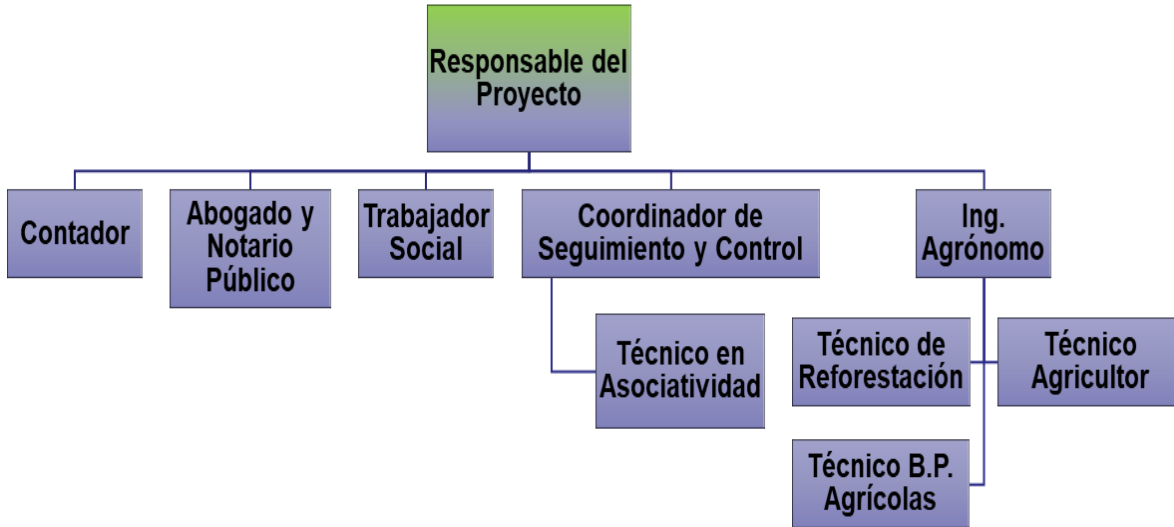 Responsable del
Proyecto
Contador
Abogado y
Notario
Público
Trabajador
Social
Coordinador de
Seguimiento y Control
Ing.
Agrónomo
Técnico en
Asociatividad
Técnico de
Reforestación
Técnico
Agricultor
Técnico B.P.
Agrícolas